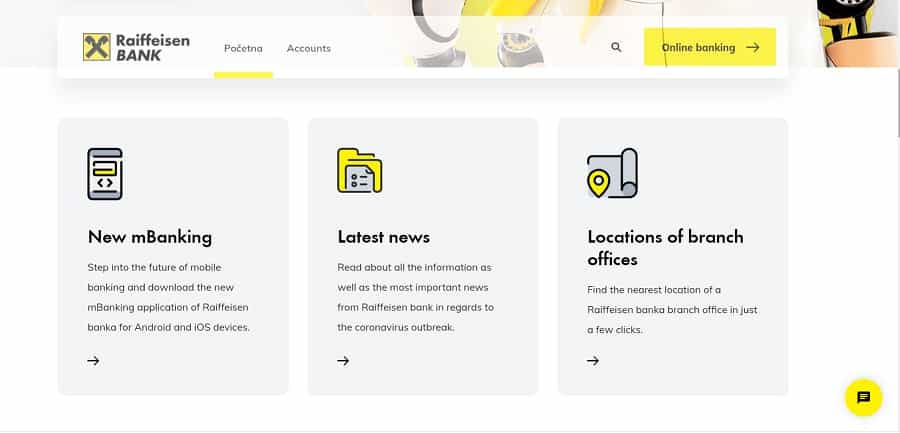 Raiffeisen
BANK
Početna
Accounts
Online banking
New mBanking
Step into the future of mobile
banking and download the new
mBanking application of Raiffeisen
banka for Android and iOS devices.
Latest news
Read about all the information as
well as the most important news
from Raiffeisen bank in regards to
the coronavirus outbreak.
Locations of branch
offices
Find the nearest location of a
Raiffeisen banka branch office in just
a few clicks.